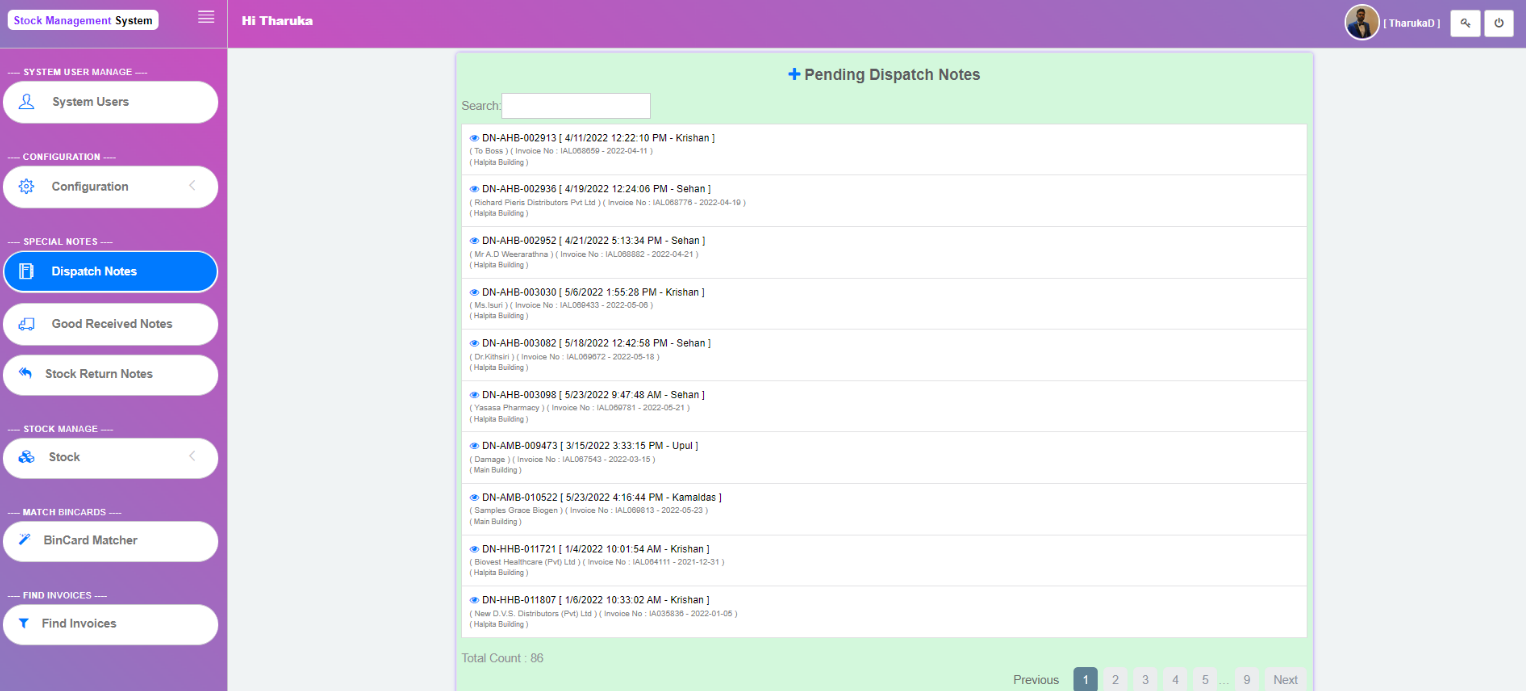 Stock Management System
Hi Tharuka
[ TharukaD ]
---- SYSTEM USER MANAGE ----
System Users
---- CONFIGURATION ----
Configuration
---- SPECIAL NOTES ----
Dispatch Notes
Good Received Notes
Stock Return Notes
---- STOCK MANAGE ----
Stock
---- MATCH BINCARDS ----
BinCard Matcher
---- FIND INVOICES ----
Find Invoices
Pending Dispatch Notes
Search:
DN-AHB-002913 [ 4/11/2022 12:22:10 PM - Krishan ]
( To Boss ) ( Invoice No : IAL068659 - 2022-04-11 )
( Halpita Building )
DN-AHB-002936 [ 4/19/2022 12:24:06 PM - Sehan ]
( Richard Pieris Distributors Pvt Ltd ) ( Invoice No : IAL068776 - 2022-04-19 )
( Halpita Building )
DN-AHB-002952 [ 4/21/2022 5:13:34 PM - Sehan ]
( Mr A.D Weerarathna ) ( Invoice No : IAL068882 - 2022-04-21 )
( Halpita Building )
DN-AHB-003030 [ 5/6/2022 1:55:28 PM - Krishan ]
( Ms.Isuri ) ( Invoice No : IAL069433 - 2022-05-06 )
( Halpita Building )
DN-AHB-003082 [ 5/18/2022 12:42:58 PM - Sehan ]
( Dr.Kithsiri ) ( Invoice No : IAL069672 - 2022-05-18 )
( Halpita Building )
DN-AHB-003098 [ 5/23/2022 9:47:48 AM - Sehan ]
( Yasasa Pharmacy ) ( Invoice No : IAL069781 - 2022-05-21 )
( Halpita Building )
DN-AMB-009473 [ 3/15/2022 3:33:15 PM - Upul ]
( Damage ) ( Invoice No : IAL067543 - 2022-03-15 )
( Main Building )
DN-AMB-010522 [ 5/23/2022 4:16:44 PM - Kamaldas ]
( Samples Grace Biogen ) ( Invoice No : IAL069813 - 2022-05-23 )
( Main Building )
DN-HHB-011721 [ 1/4/2022 10:01:54 AM - Krishan ]
( Biovest Healthcare (Pvt) Ltd ) ( Invoice No : IAL064111 - 2021-12-31 )
( Halpita Building )
DN-HHB-011807 [ 1/6/2022 10:33:02 AM - Krishan ]
( New D.V.S. Distributors (Pvt) Ltd ) ( Invoice No : IA035836 - 2022-01-05 )
( Halpita Building )
Total Count : 86
Previous 1 2 3 4 5 ... 9 Next